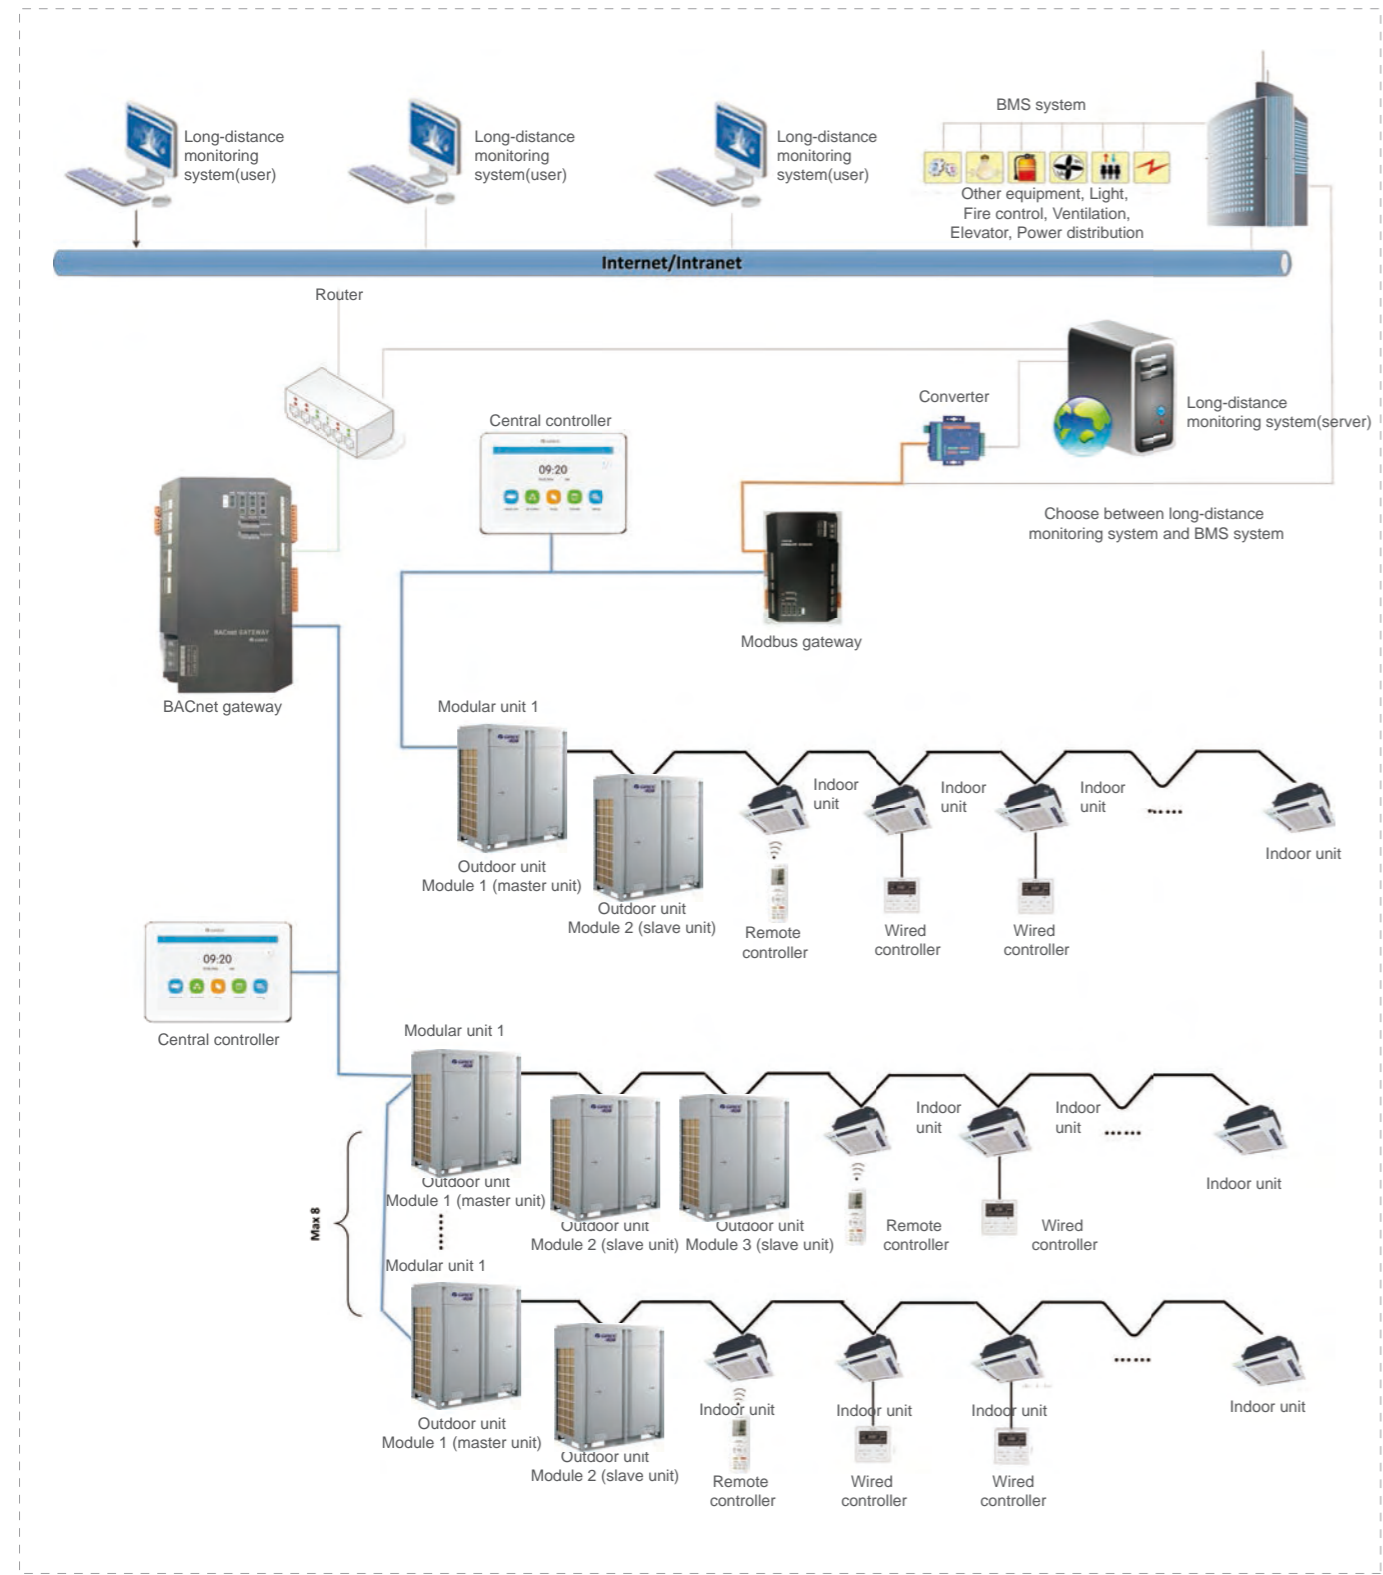 BMS system
Long-distance
monitoring
system(user)
Long-distance
monitoring
system(user)
Long-distance
monitoring
system(user)
Other equipment, Light,
Fire control, Ventilation,
Elevator, Power distribution
Internet/Intranet
Router
Converter
Long-distance
monitoring system(server)
Central controller
09:20
Choose between long-distance
monitoring system and BMS system
BACnet GATEWAY
Modbus gateway
BACnet gateway
Modular unit 1
Indoor
unit
Indoor
unit
Indoor
unit
Indoor unit
Outdoor unit
Module 1 (master unit)
Outdoor unit
Module 2 (slave unit)
Remote
controller
Wired
controller
Wired
controller
09:20
Central controller
Modular unit 1
Indoor
unit
Indoor
unit
Indoor unit
Outdoor unit
Module 1 (master unit)
Max 8
Outdoor unit
Module 2 (slave unit)
Outdoor unit
Module 3 (slave unit)
Remote
controller
Wired
controller
Modular unit 1
Indoor unit
Indoor unit
Indoor unit
Indoor unit
Outdoor unit
Module 1 (master unit)
Outdoor unit
Module 2 (slave unit)
Remote
controller
Wired
controller
Wired
controller